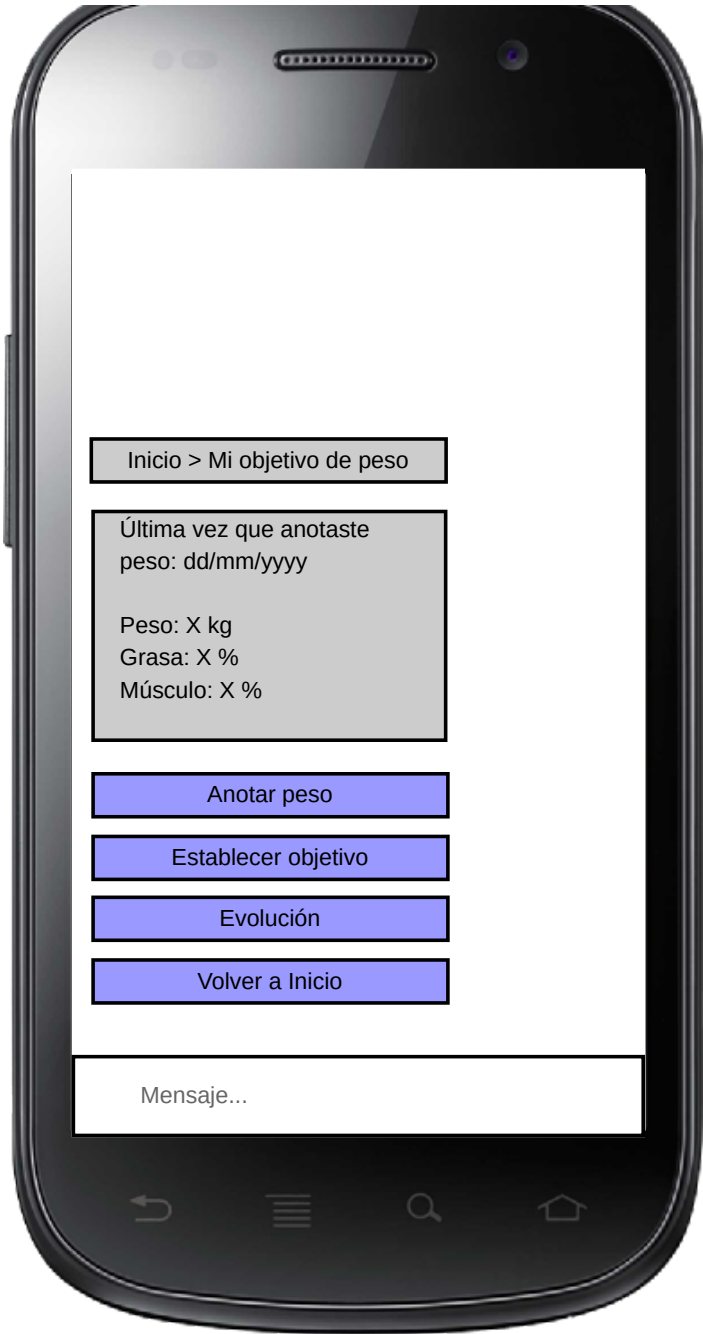 Inicio > Mi objetivo de peso
Última vez que anotaste
peso: dd/mm/yyyy
Peso: X kg
Grasa: X %
Músculo: X %
Anotar peso
Establecer objetivo
Evolución
Volver a Inicio
Mensaje...